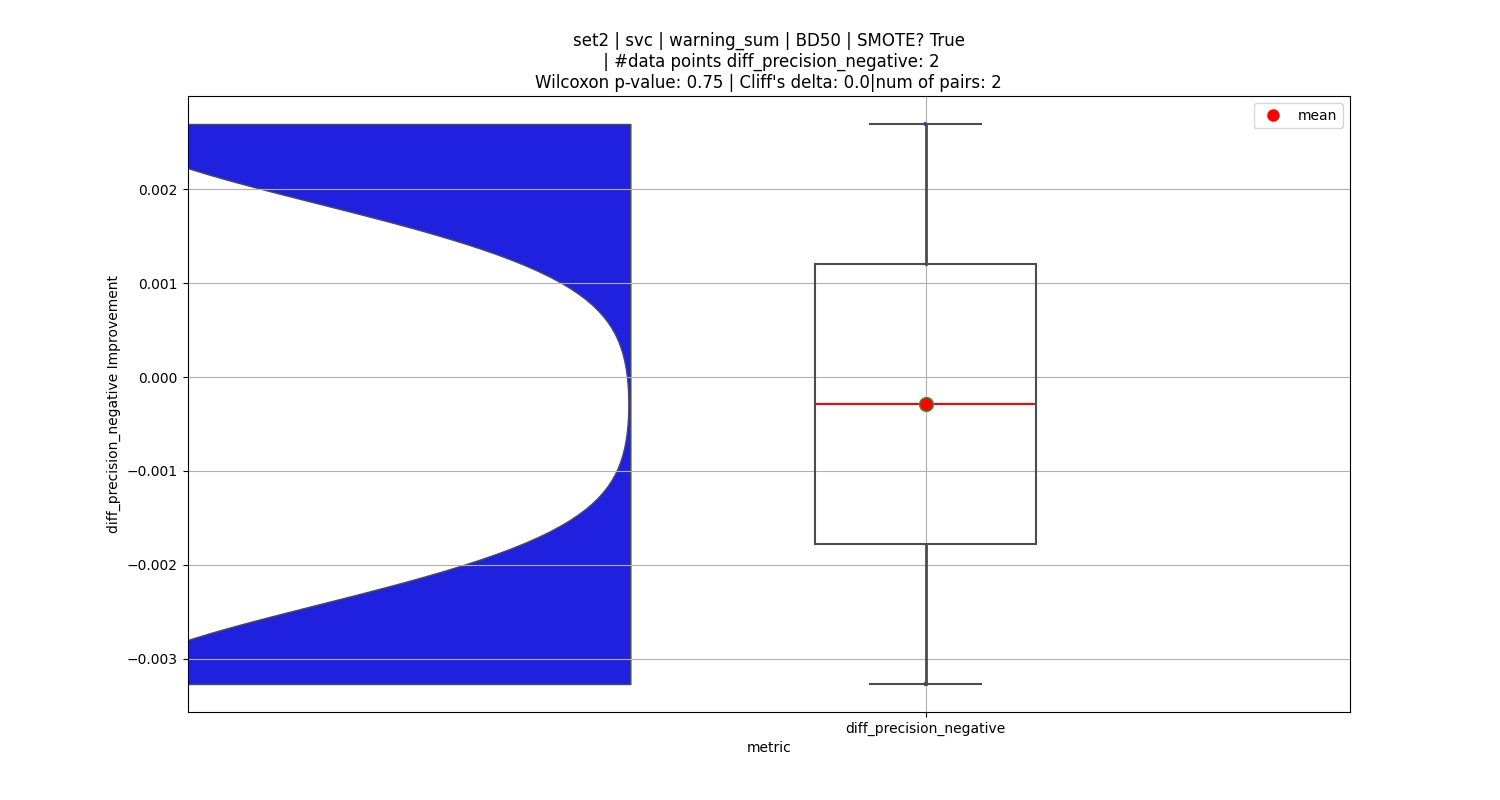 set2 | svc | warning_sum | BD50 | SMOTE? True
| #data points diff_precision_negative: 2
Wilcoxon p-value: 0.75 | Cliff's delta: 0.0|num of pairs: 2
mean
0.002
0.001
0.000
−0.001
−0.002
−0.003
diff_precision_negative Improvement
diff_precision_negative
metric